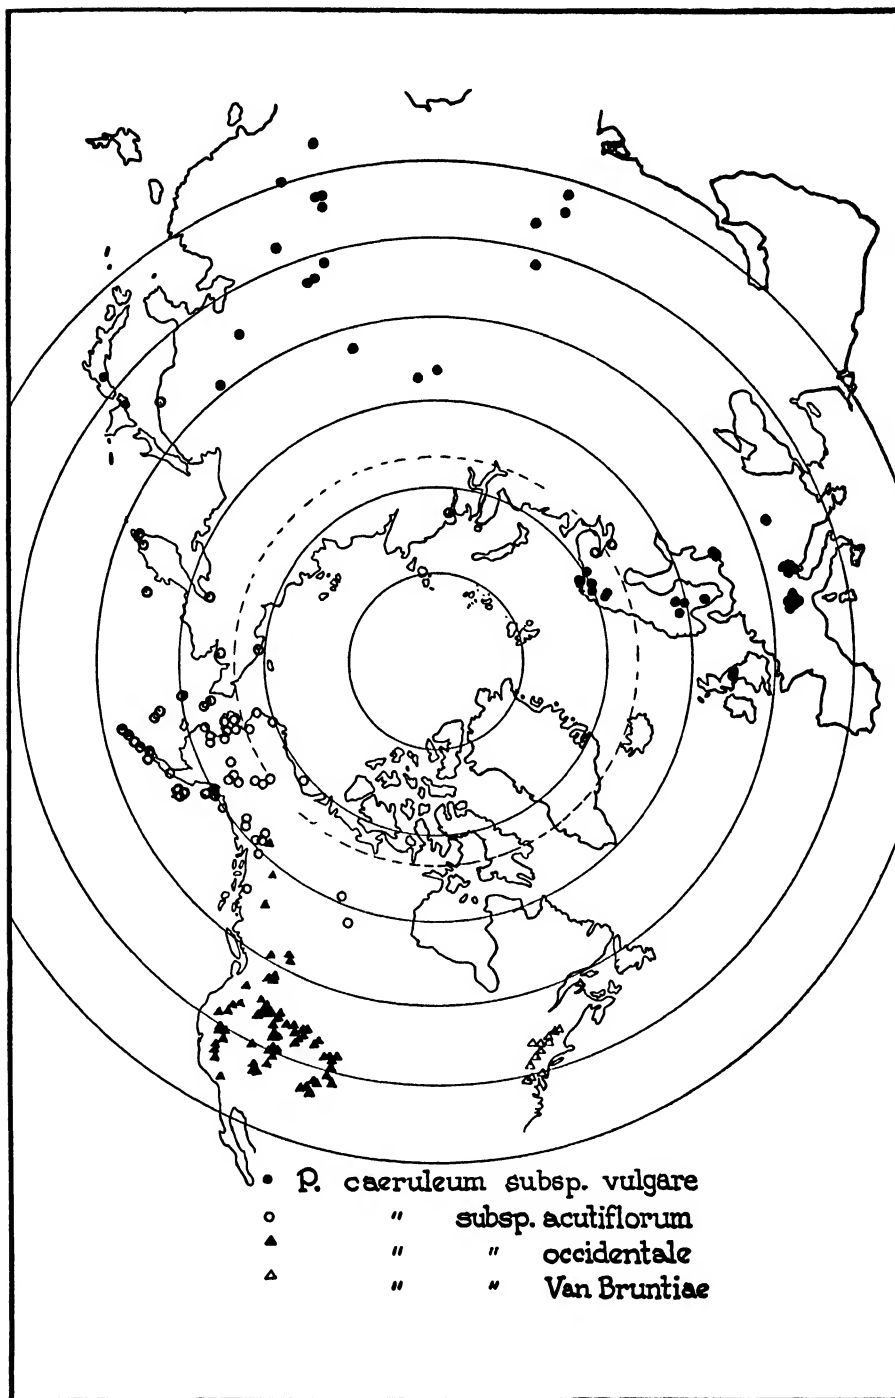 ● P. caeruleum subsp. vulgare
○ " subsp. acutiflorum
▲ " " occidentale
△ " " Van Bruntiae